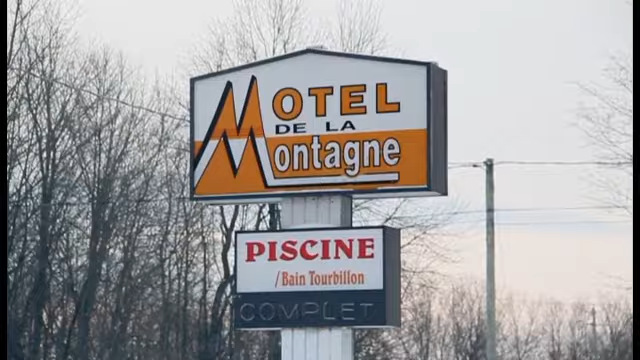 MOTEL
DE LA
Montagne
PISCINE
/Bain Tourbillon
COMPLET